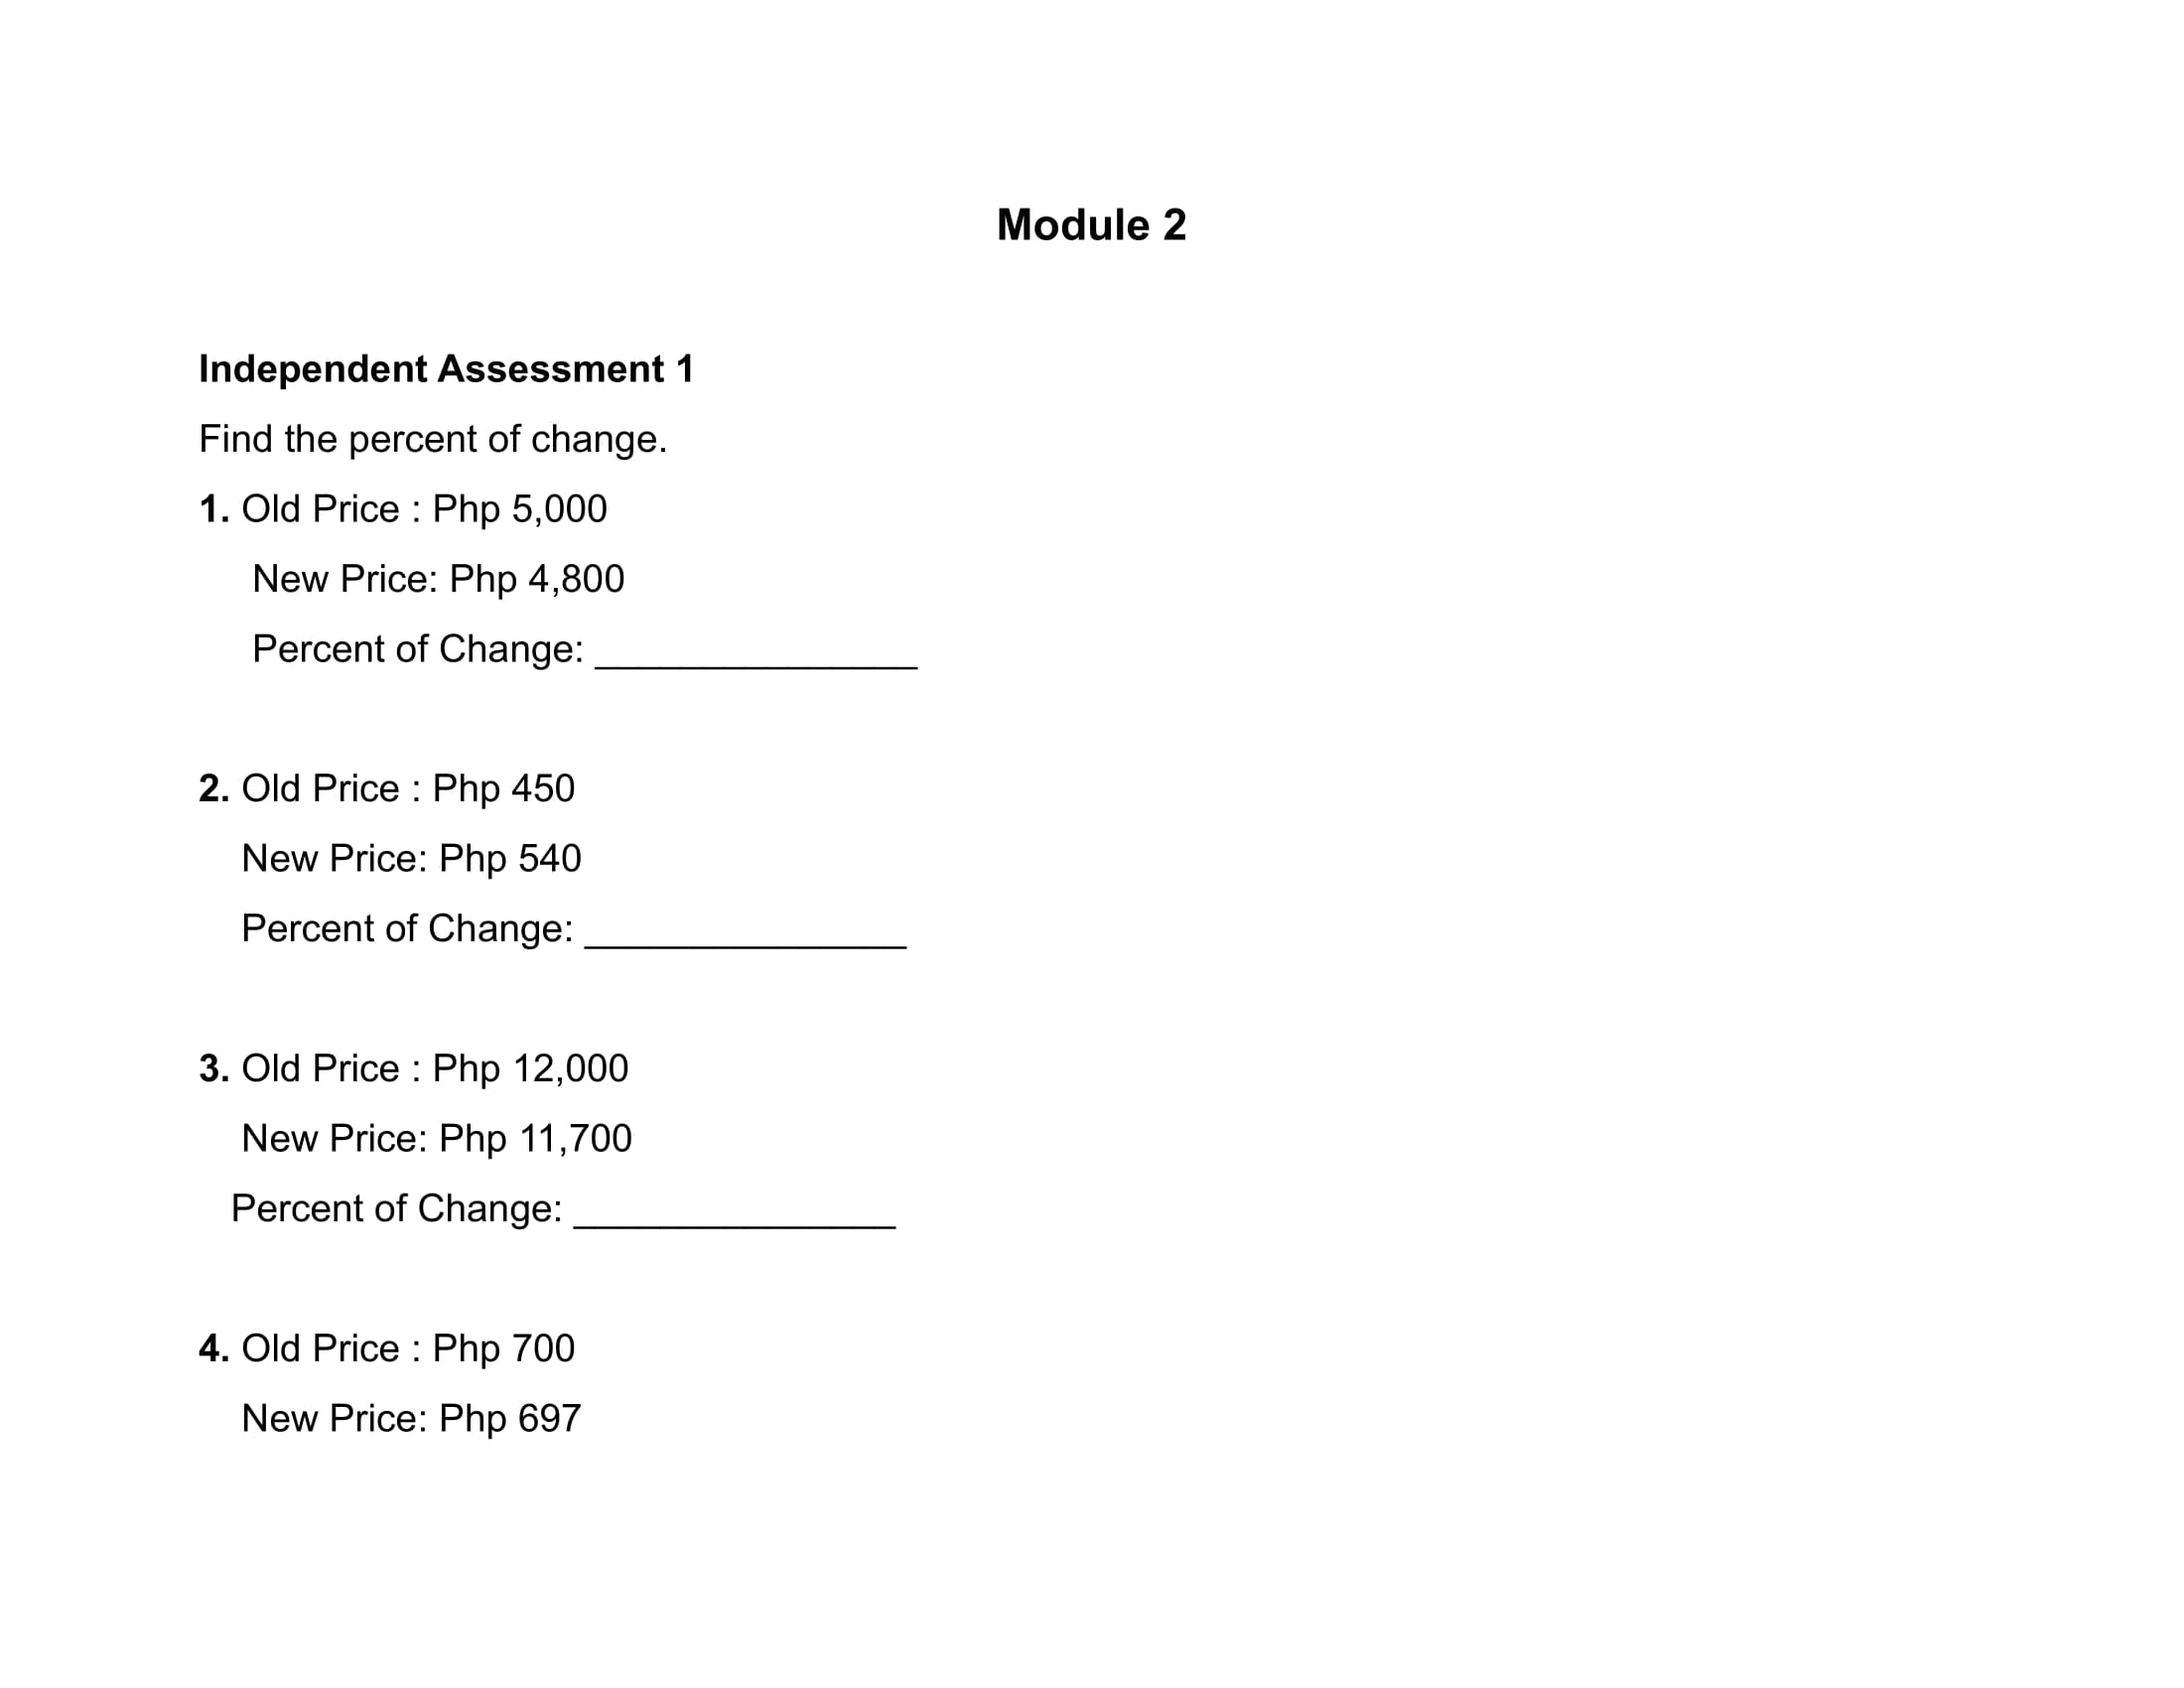 Module 2
Independent Assessment 1
Find the percent of change.
1. Old Price : Php 5,000
New Price: Php 4,800
Percent of Change: _______________
2. Old Price : Php 450
New Price: Php 540
Percent of Change: _______________
3. Old Price : Php 12,000
New Price: Php 11,700
Percent of Change: _______________
4. Old Price : Php 700
New Price: Php 697